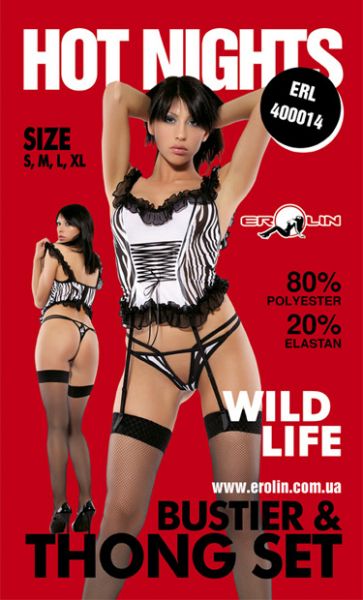 HOT NIGHTS
ERL
400014
SIZE
S, M, L, XL
EROLIN
80%
POLYESTER
20%
ELASTAN
WILD
LIFE
www.erolin.com.ua
BUSTIER &
THONG SET